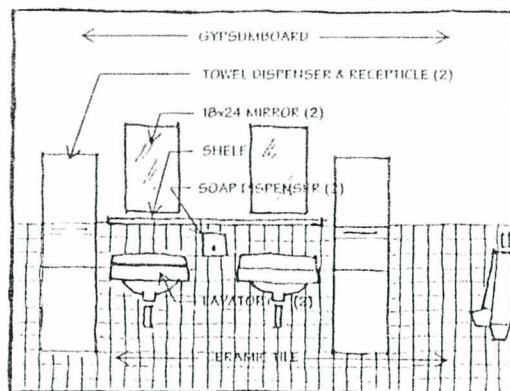 GYPSUMBOARD
TOWEL DISPENSER & RECEPTICLE (2)
18x24 MIRROR (2)
SHELF
SOAP DISPENSER (2)
LAVATORY (2)
CERAMIC TILE